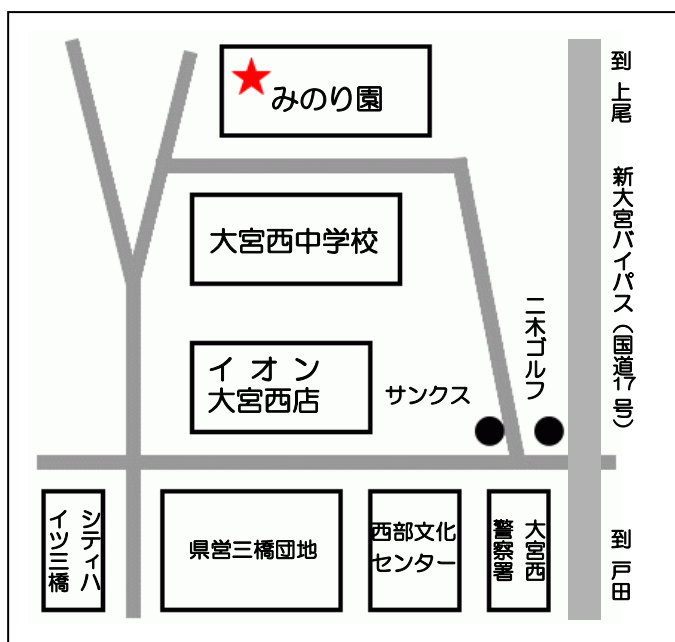 みのり園
到 上尾
新大宮バイパス（国道17号）
大宮西中学校
二木ゴルフ
イオン
大宮西店
サンクス
シティハ
イツ三橋
県営三橋団地
西部文化
センター
大宮西
警察署
到 戸田